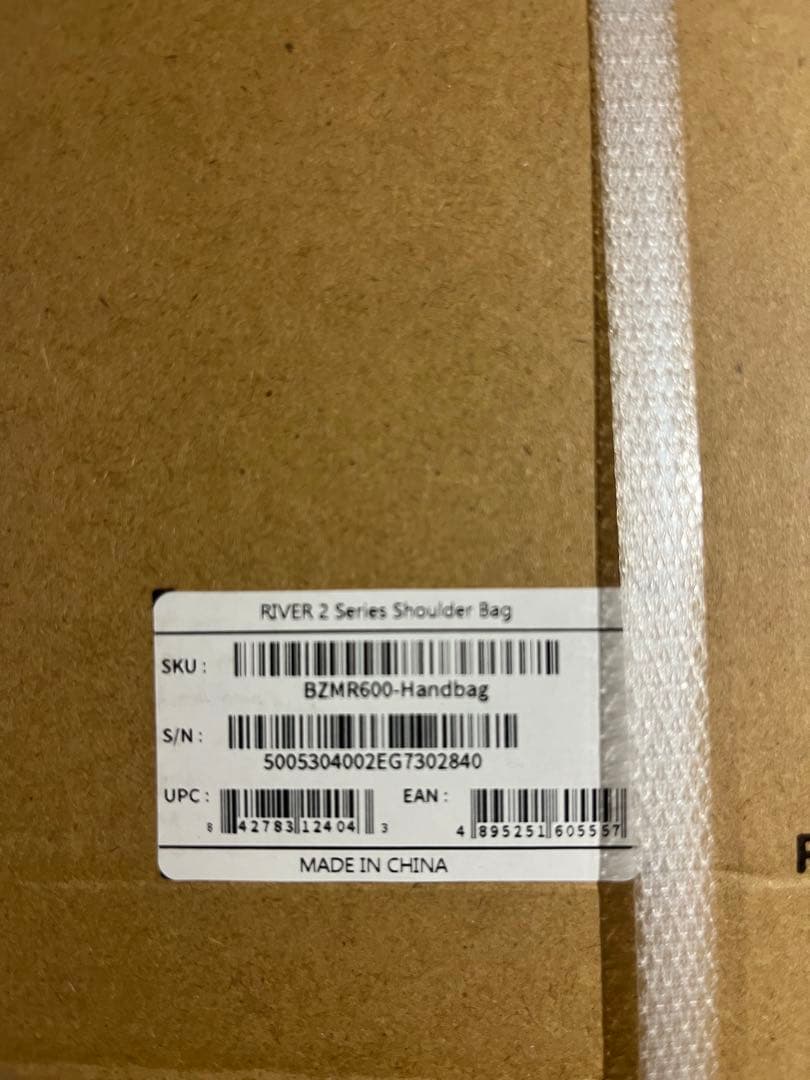 RIVER 2 Series Shoulder Bag
SKU :
BZMR600-Handbag
S/N :
5005304002EG7302840
UPC : 8 42783 12404 3
EAN : 4 895251 605557
MADE IN CHINA